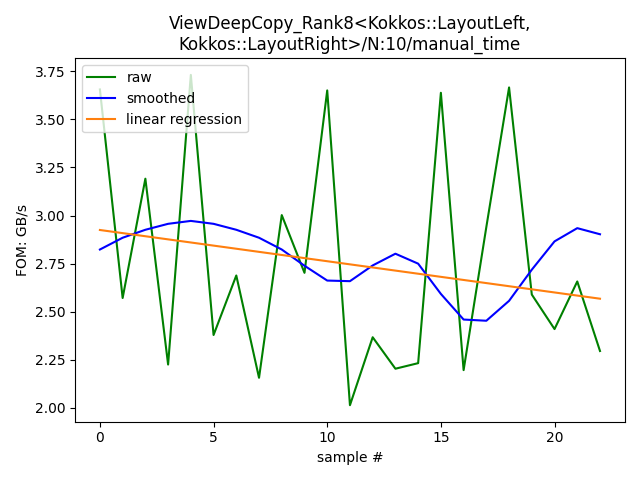 ViewDeepCopy_Rank8<Kokkos::LayoutLeft,
Kokkos::LayoutRight>/N:10/manual_time
raw
smoothed
linear regression
FOM: GB/s
3.75
3.50
3.25
3.00
2.75
2.50
2.25
2.00
0
5
10
15
20
sample #